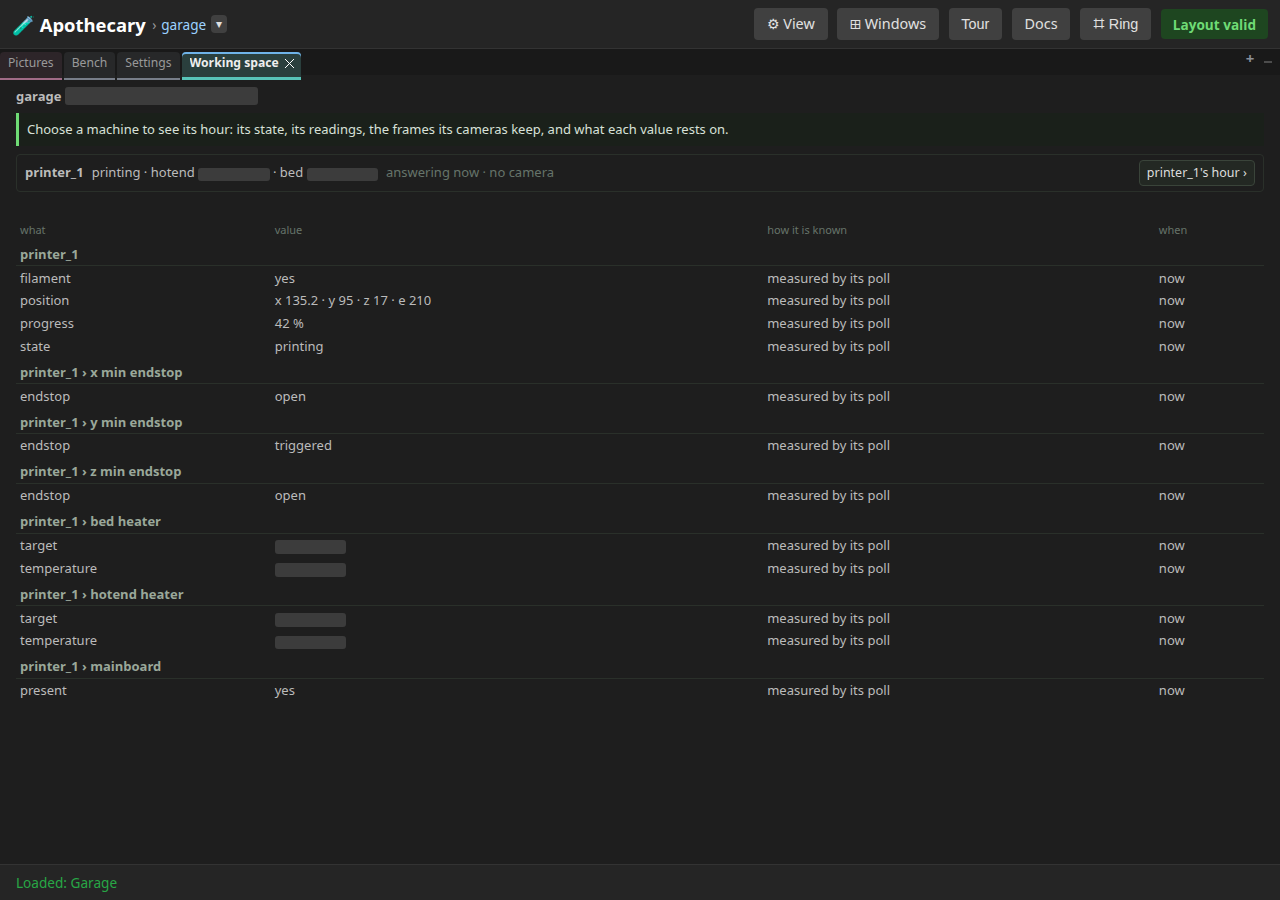 Apothecary › garage ▾
⚙ View
⊞ Windows
Tour
Docs
Ring
Layout valid
Pictures
Bench
Settings
Working space
garage
Choose a machine to see its hour: its state, its readings, the frames its cameras keep, and what each value rests on.
printer_1 printing · hotend · bed answering now · no camera
printer_1's hour ›
what value how it is known when
printer_1
filament yes measured by its poll now
position x 135.2 · y 95 · z 17 · e 210 measured by its poll now
progress 42 % measured by its poll now
state printing measured by its poll now
printer_1 › x min endstop
endstop open measured by its poll now
printer_1 › y min endstop
endstop triggered measured by its poll now
printer_1 › z min endstop
endstop open measured by its poll now
printer_1 › bed heater
target measured by its poll now
temperature measured by its poll now
printer_1 › hotend heater
target measured by its poll now
temperature measured by its poll now
printer_1 › mainboard
present yes measured by its poll now
Loaded: Garage